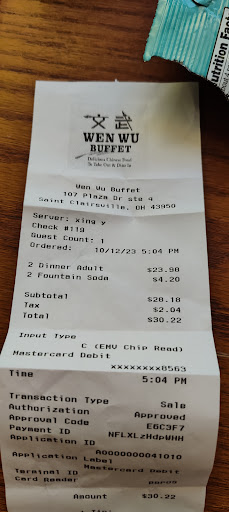 utrition Fact
文武
WEN WU
BUFFET
Delicious Chinese Food
To Take Out & Dine In
Wen Wu Buffet
107 Plaza Dr ste 4
Saint Clairsville, OH 43950
Server: xing y
Check #119
Guest Count: 1
Ordered: 10/12/23 5:04 PM
2 Dinner Adult $23.98
2 Fountain Soda $4.20
Subtotal $28.18
Tax $2.04
Total $30.22
Input Type
C (EMV Chip Read)
Mastercard Debit
xxxxxxxx8563
Time 5:04 PM
Transaction Type Sale
Authorization Approved
Approval Code E6C3F7
Payment ID NFLXLzHdpWHH
Application ID
A0000000041010
Application Label
Mastercard Debit
Terminal ID
Card Reader BBPOS
Amount $30.22